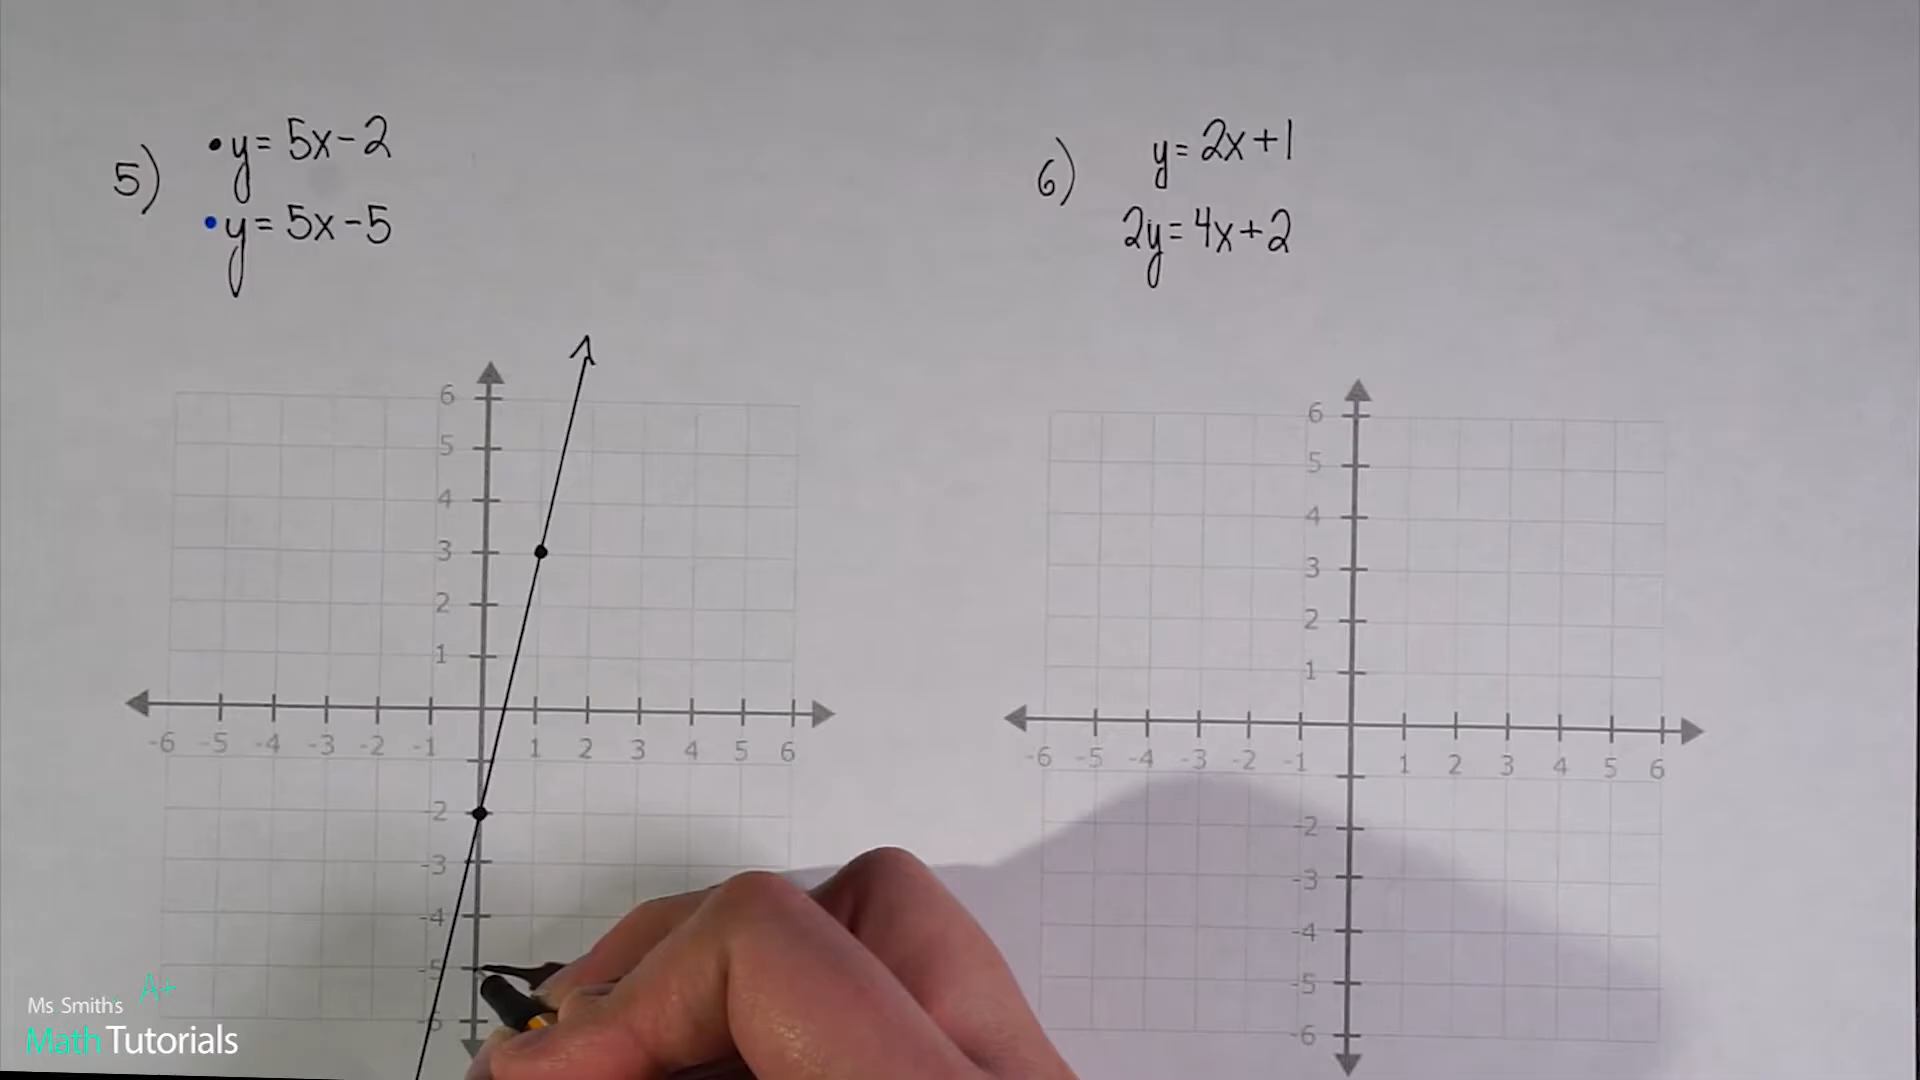 5)
y = 5x - 2
y = 5x - 5
6)
y = 2x + 1
2y = 4x + 2
6
5
4
3
2
1
-6 -5 -4 -3 -2 -1 1 2 3 4 5 6
-2
-3
-4
-5
6
5
4
3
2
1
-6 -5 -4 -3 -2 -1 1 2 3 4 5 6
-2
-3
-4
-5
-6
Ms Smith's A+
Math Tutorials